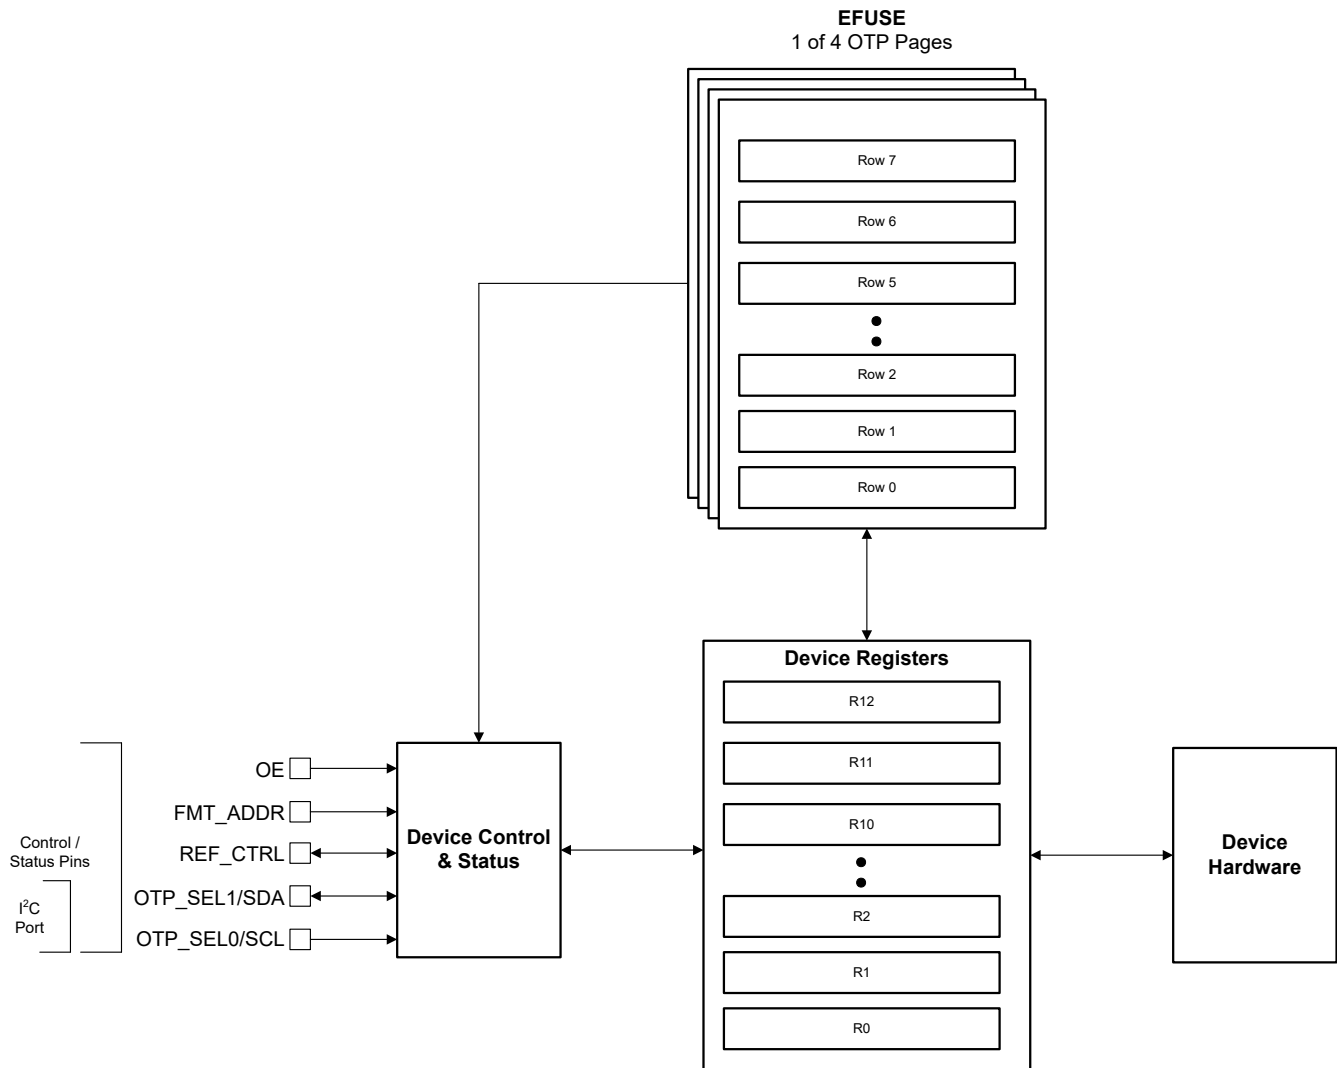 EFUSE
1 of 4 OTP Pages
Row 7
Row 6
Row 5
Row 2
Row 1
Row 0
Device Registers
R12
R11
R10
R2
R1
R0
Control /
Status Pins
I²C
Port
OE
FMT_ADDR
REF_CTRL
OTP_SEL1/SDA
OTP_SEL0/SCL
Device Control
& Status
Device
Hardware